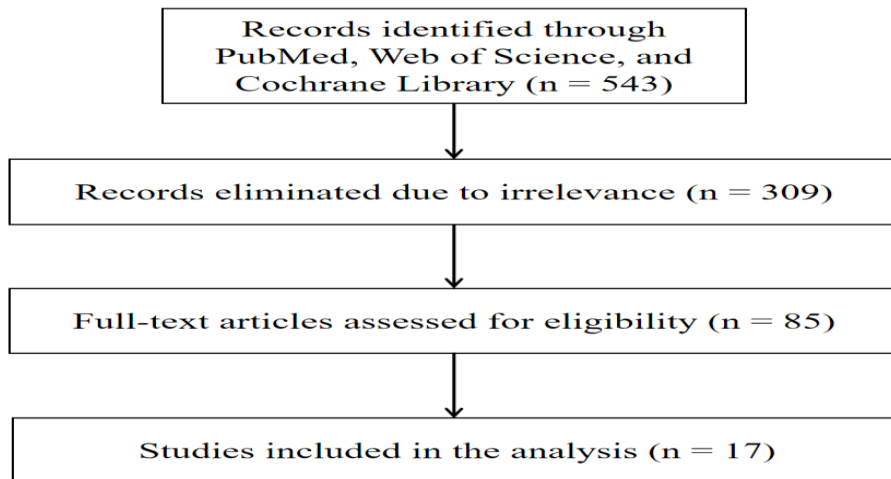 Records identified through
PubMed, Web of Science, and
Cochrane Library (n = 543)
Records eliminated due to irrelevance (n = 309)
Full-text articles assessed for eligibility (n = 85)
Studies included in the analysis (n = 17)